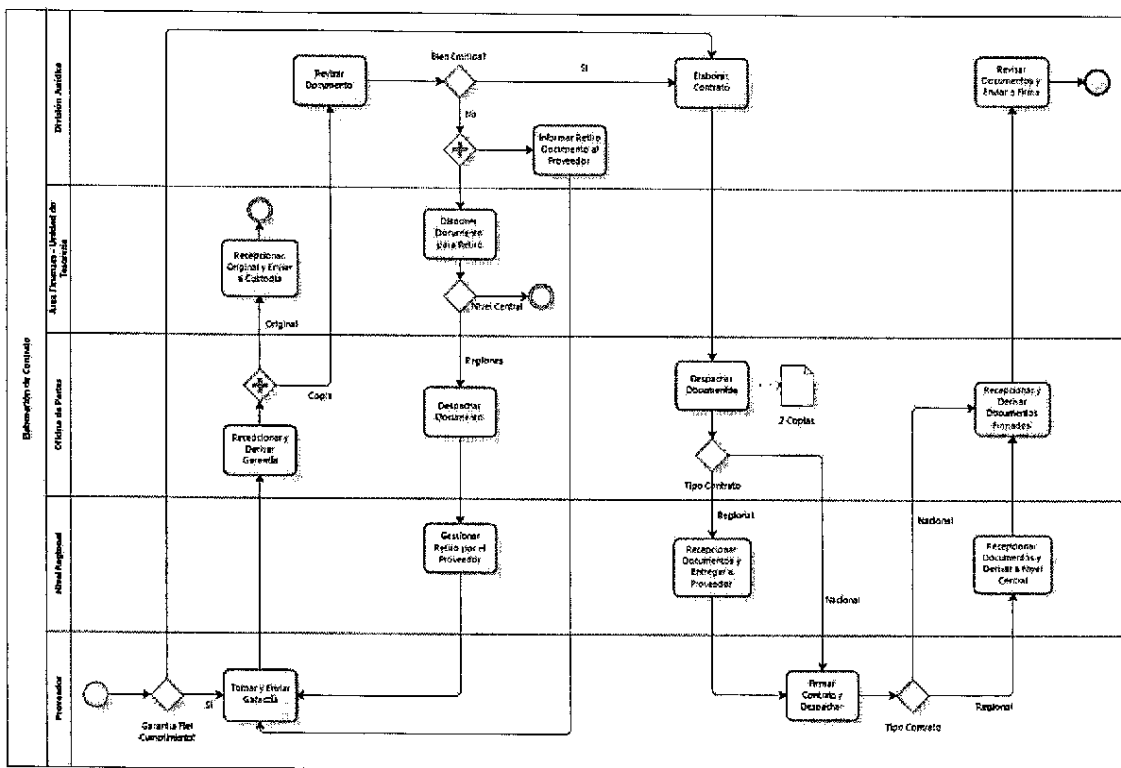 Elaboración de Contrato
División Jurídica
Revisar
Documento
Bien Emitida?
Si
No
Elaborar
Contrato
Informar Retiro
Documento al
Proveedor
Revisar
Documentos y
Enviar a Firma
Area Finanzas - Unidad de
Tesorería
Recepcionar
Original y Enviar
a Custodia
Original
Documento
para Retiro
Nivel Central
Oficina de Partes
Regiones
Copia
Recepcionar y
Derivar
Garantía
Despachar
Documento
Despachar
Documentos
2 Copias
Tipo Contrato
Recepcionar y
Derivar
Documentos
Firmados
Nivel Regional
Gestionar
Retiro por el
Proveedor
Regional
Recepcionar
Documentos y
Entregar a
Proveedor
Nacional
Nacional
Recepcionar
Documentos y
Derivar a Nivel
Central
Proveedor
Garantía Fiel
Cumplimiento?
Si
Tomar y Enviar
Garantía
Firmar
Contrato y
Despachar
Tipo Contrato
Regional